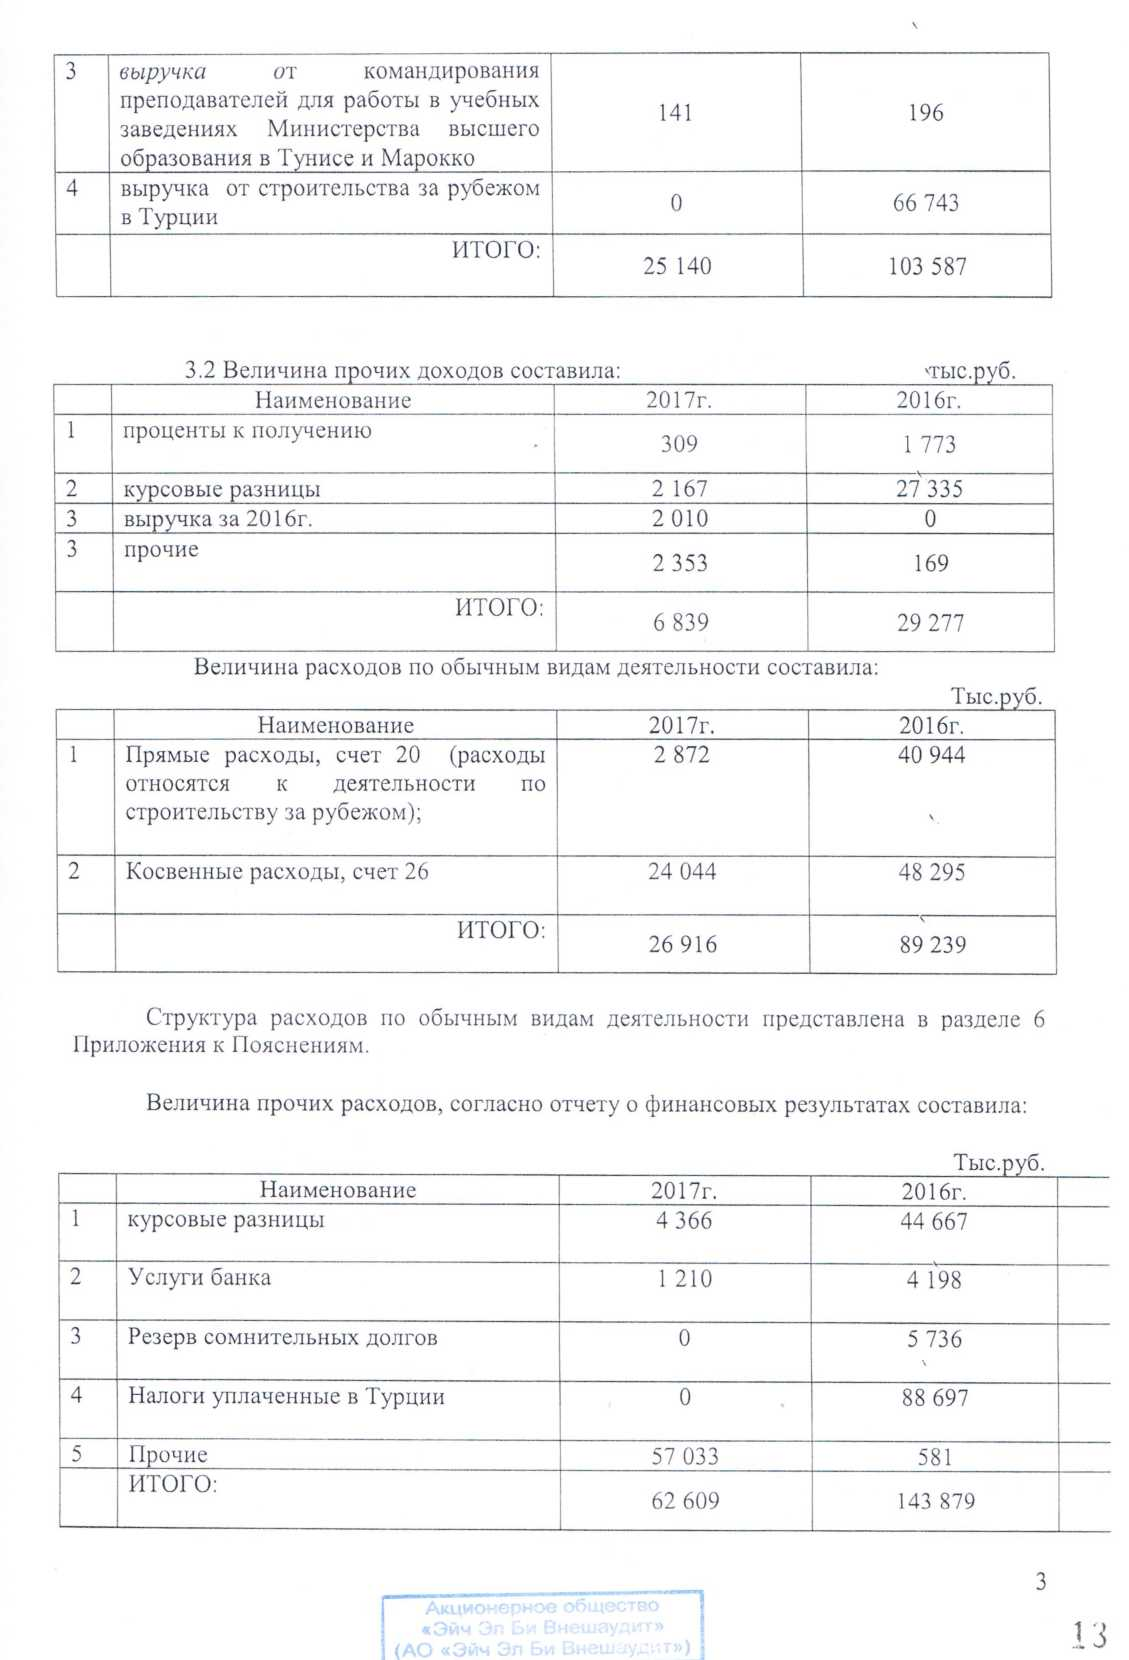 3 выручка от командирования
преподавателей для работы в учебных
заведениях Министерства высшего
образования в Тунисе и Марокко
141 196
4 выручка от строительства за рубежом
в Турции
0 66 743
ИТОГО:
25 140 103 587
3.2 Величина прочих доходов составила: тыс.руб.
Наименование 2017г. 2016г.
1 проценты к получению
309 1 773
2 курсовые разницы 2 167 27 335
3 выручка за 2016г. 2 010 0
3 прочие
2 353 169
ИТОГО:
6 839 29 277
Величина расходов по обычным видам деятельности составила:
Тыс.руб.
Наименование 2017г. 2016г.
1 Прямые расходы, счет 20 (расходы 2 872 40 944
относятся к деятельности по
строительству за рубежом);
2 Косвенные расходы, счет 26 24 044 48 295
ИТОГО:
26 916 89 239
Структура расходов по обычным видам деятельности представлена в разделе 6
Приложения к Пояснениям.
Величина прочих расходов, согласно отчету о финансовых результатах составила:
Тыс.руб.
Наименование 2017г. 2016г.
1 курсовые разницы 4 366 44 667
2 Услуги банка 1 210 4 198
3 Резерв сомнительных долгов 0 5 736
4 Налоги уплаченные в Турции 0 88 697
5 Прочие 57 033 581
ИТОГО:
62 609 143 879
3
Акционерное общество
«Эйч Эл Би Внешаудит»
(АО «Эйч Эл Би Внешаудит»)
13